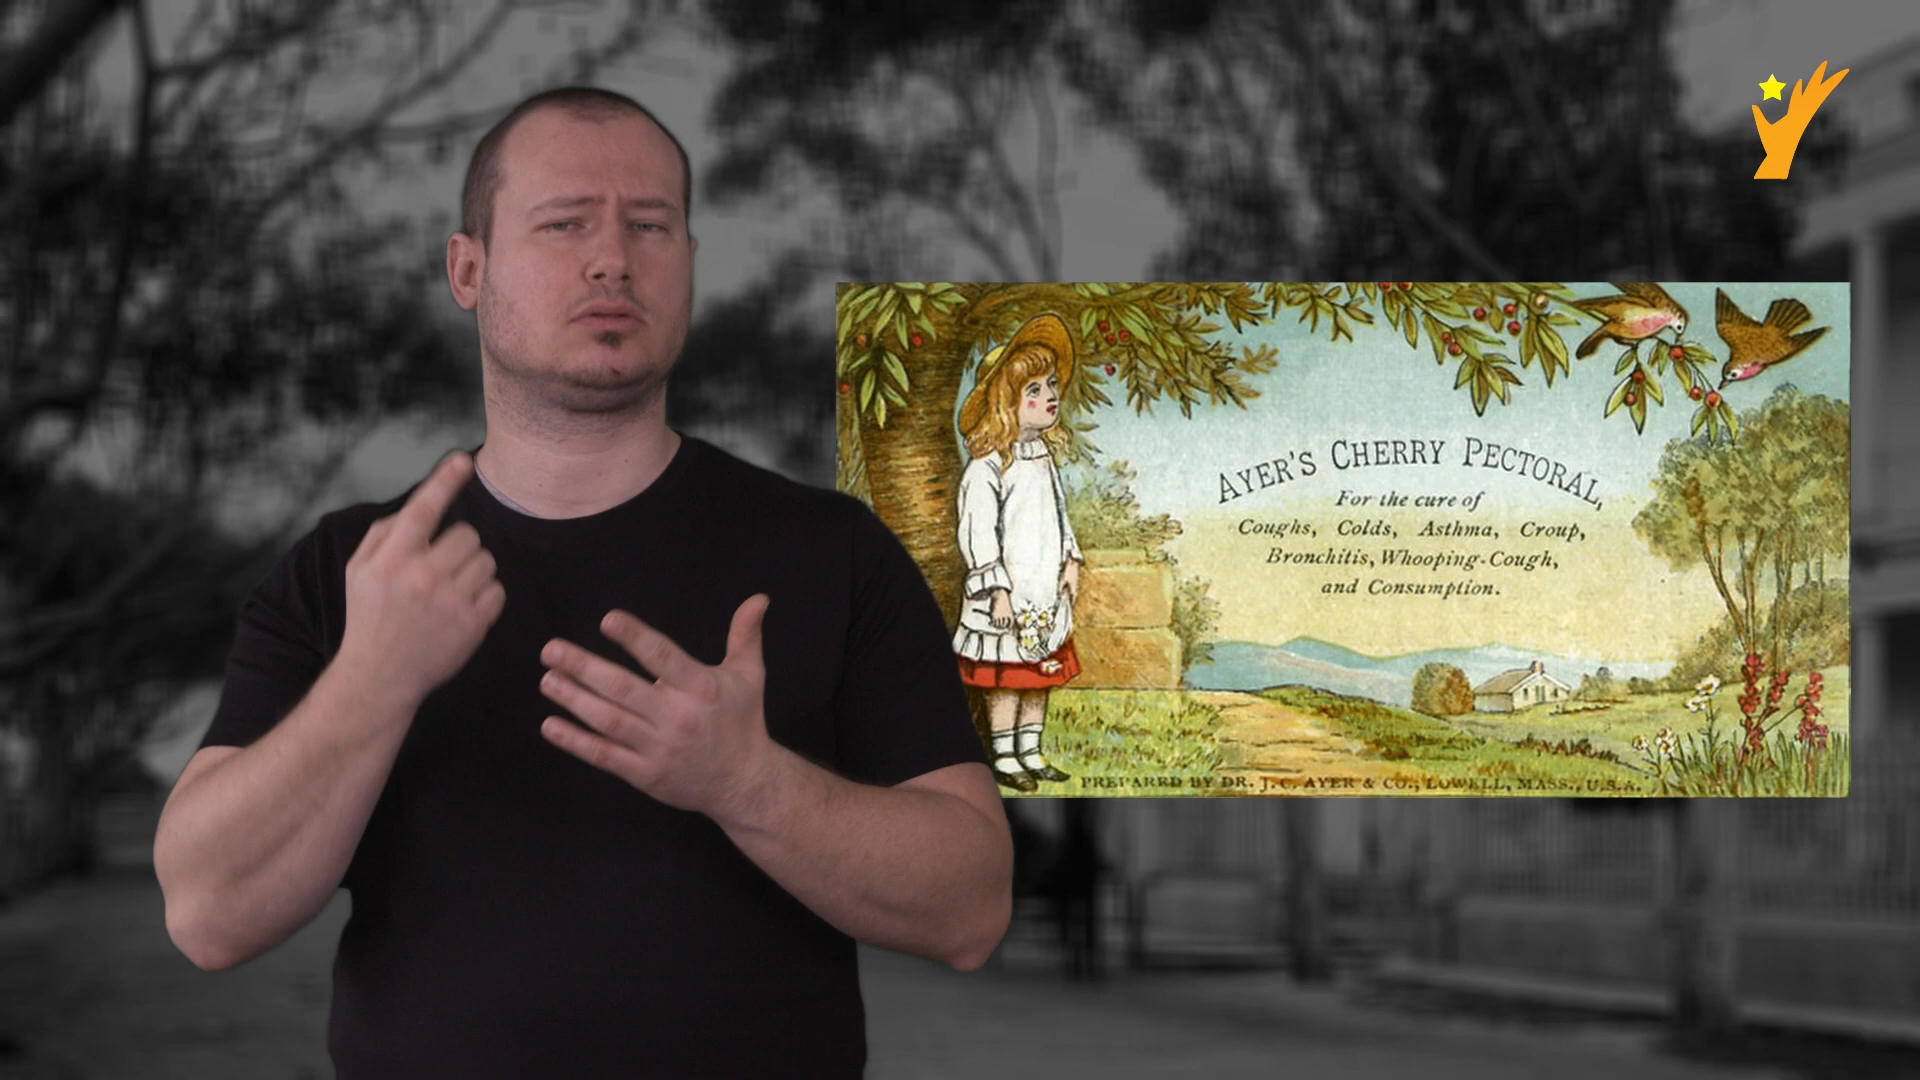 AYER'S CHERRY PECTORAL,
For the cure of
Coughs, Colds, Asthma, Croup,
Bronchitis, Whooping-Cough,
and Consumption.
PREPARED BY DR. J. C. AYER & CO., LOWELL, MASS., U.S.A.